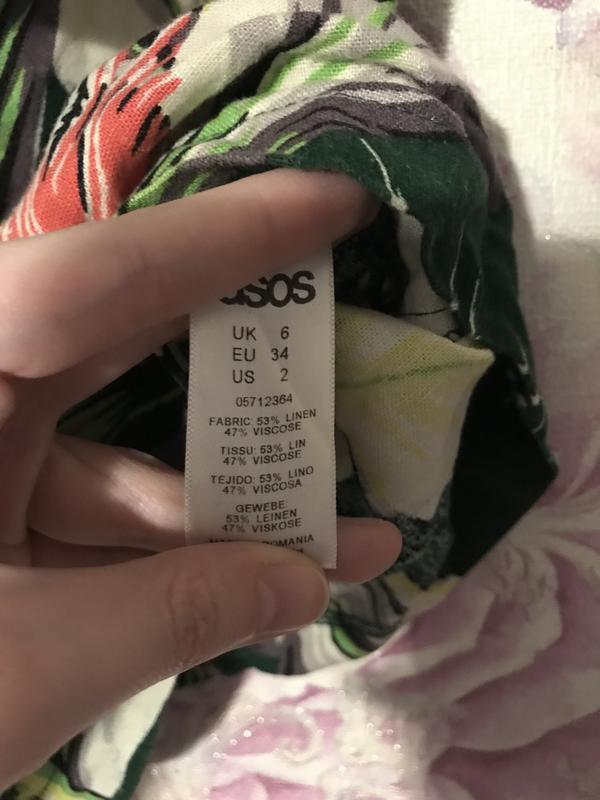 asos
UK 6
EU 34
US 2
05712364
FABRIC: 53% LINEN
47% VISCOSE
TISSU: 53% LIN
47% VISCOSE
TEJIDO: 53% LINO
47% VISCOSA
GEWEBE:
53% LEINEN
47% VISKOSE
ROMANIA